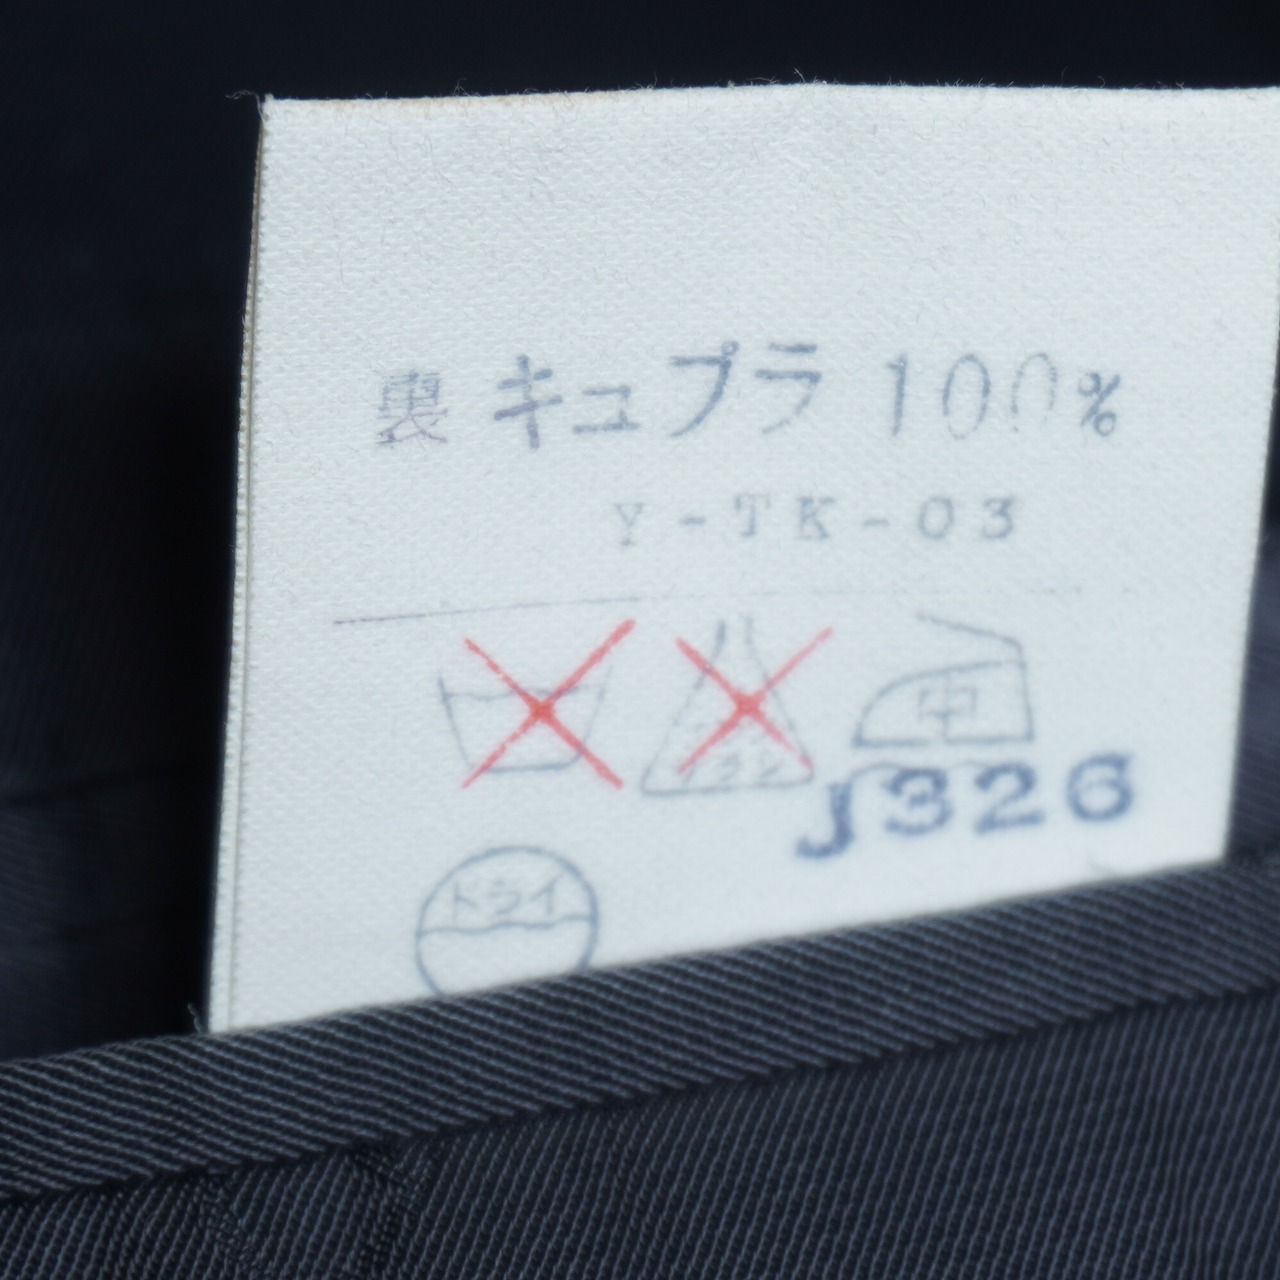 裏 キュプラ 100%
Y-TK-03
中
J326
ドライ